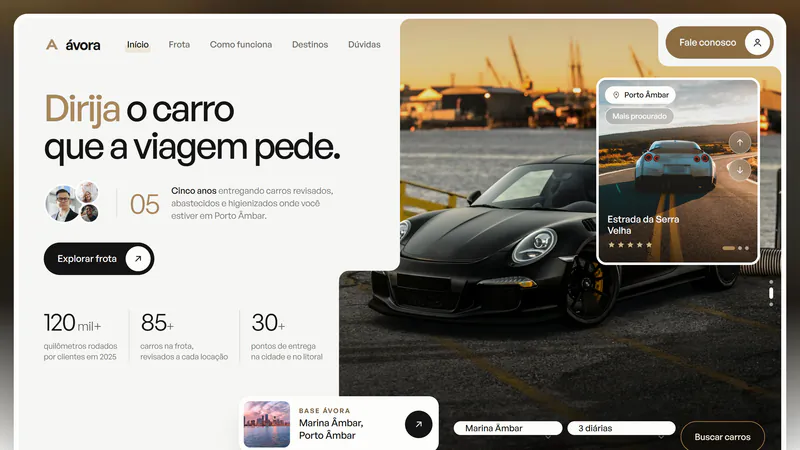 ávora
Início
Frota
Como funciona
Destinos
Dúvidas
Fale conosco
Dirija o carro
que a viagem pede.
05
Cinco anos entregando carros revisados,
abastecidos e higienizados onde você
estiver em Porto Âmbar.
Explorar frota
120 mil+
quilômetros rodados
por clientes em 2025
85+
carros na frota,
revisados a cada locação
30+
pontos de entrega
na cidade e no litoral
Porto Âmbar
Mais procurado
Estrada da Serra
Velha
BASE ÁVORA
Marina Âmbar,
Porto Âmbar
Marina Âmbar
3 diárias
Buscar carros